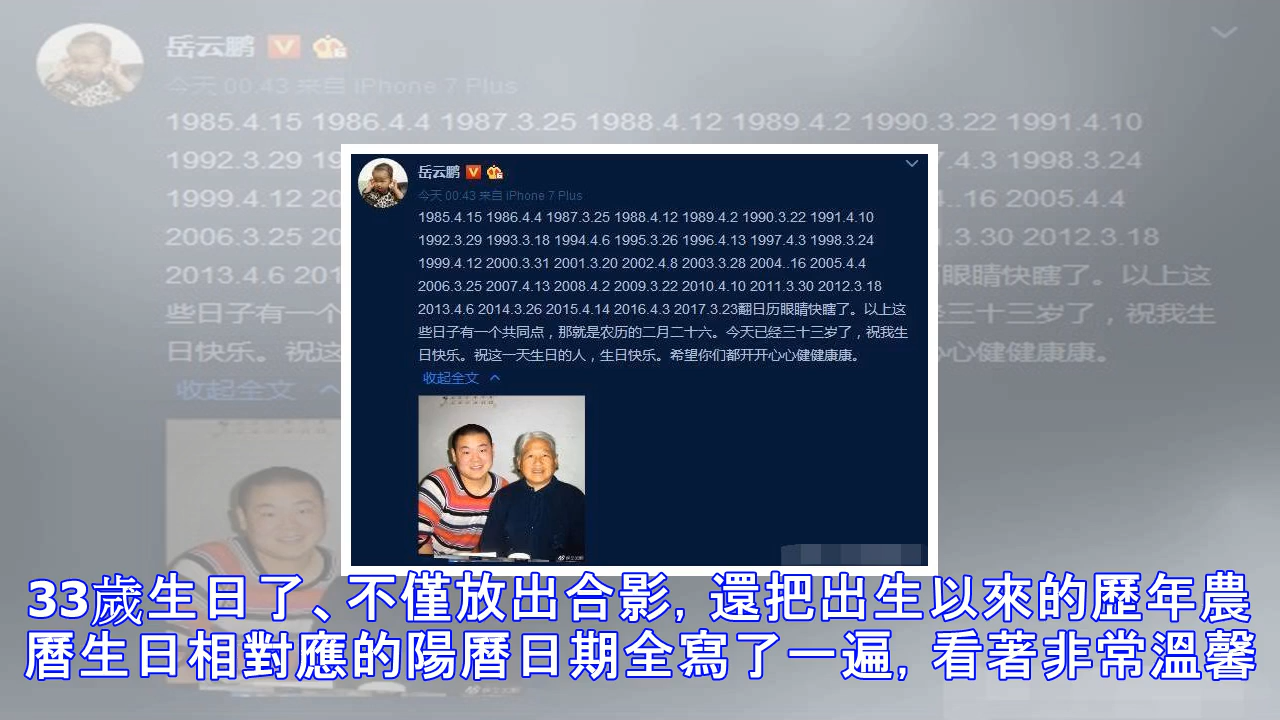 岳云鹏
今天 00:43 来自 iPhone 7 Plus
1985.4.15 1986.4.4 1987.3.25 1988.4.12 1989.4.2 1990.3.22 1991.4.10
1992.3.29 1993.3.18 1994.4.6 1995.3.26 1996.4.13 1997.4.3 1998.3.24
1999.4.12 2000.3.31 2001.3.20 2002.4.8 2003.3.28 2004..16 2005.4.4
2006.3.25 2007.4.13 2008.4.2 2009.3.22 2010.4.10 2011.3.30 2012.3.18
2013.4.6 2014.3.26 2015.4.14 2016.4.3 2017.3.23翻日历眼睛快瞎了。以上这
些日子有一个共同点，那就是农历的二月二十六。今天已经三十三岁了，祝我生
日快乐。祝这一天生日的人，生日快乐。希望你们都开开心心健健康康。
收起全文
33歲生日了、不僅放出合影, 還把出生以來的歷年農
曆生日相對應的陽曆日期全寫了一遍, 看著非常溫馨